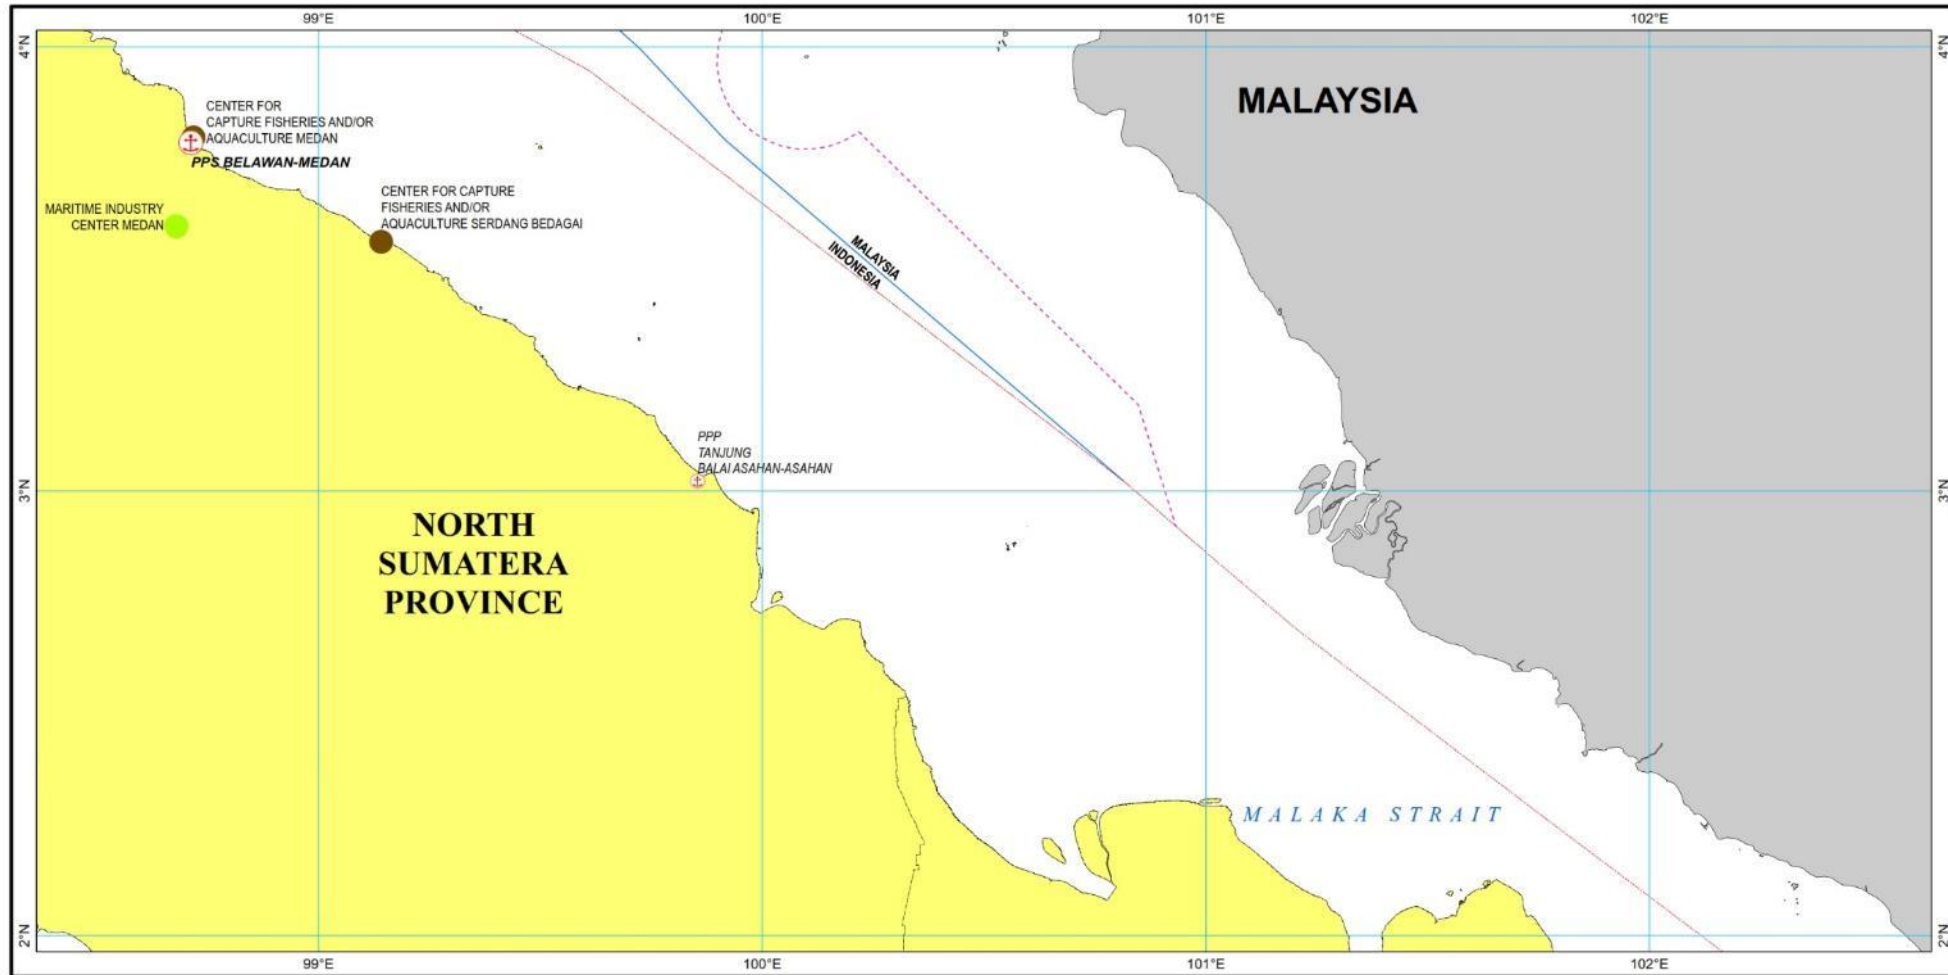 99°E
100°E
101°E
102°E
4°N
4°N
MALAYSIA
CENTER FOR
CAPTURE FISHERIES AND/OR
AQUACULTURE MEDAN
PPS BELAWAN-MEDAN
CENTER FOR CAPTURE
FISHERIES AND/OR
AQUACULTURE SERDANG BEDAGAI
MARITIME INDUSTRY
CENTER MEDAN
MALAYSIA
INDONESIA
PPP
TANJUNG
BALAI ASAHAN-ASAHAN
3°N
3°N
NORTH
SUMATERA
PROVINCE
MALAKA STRAIT
2°N
2°N
99°E
100°E
101°E
102°E